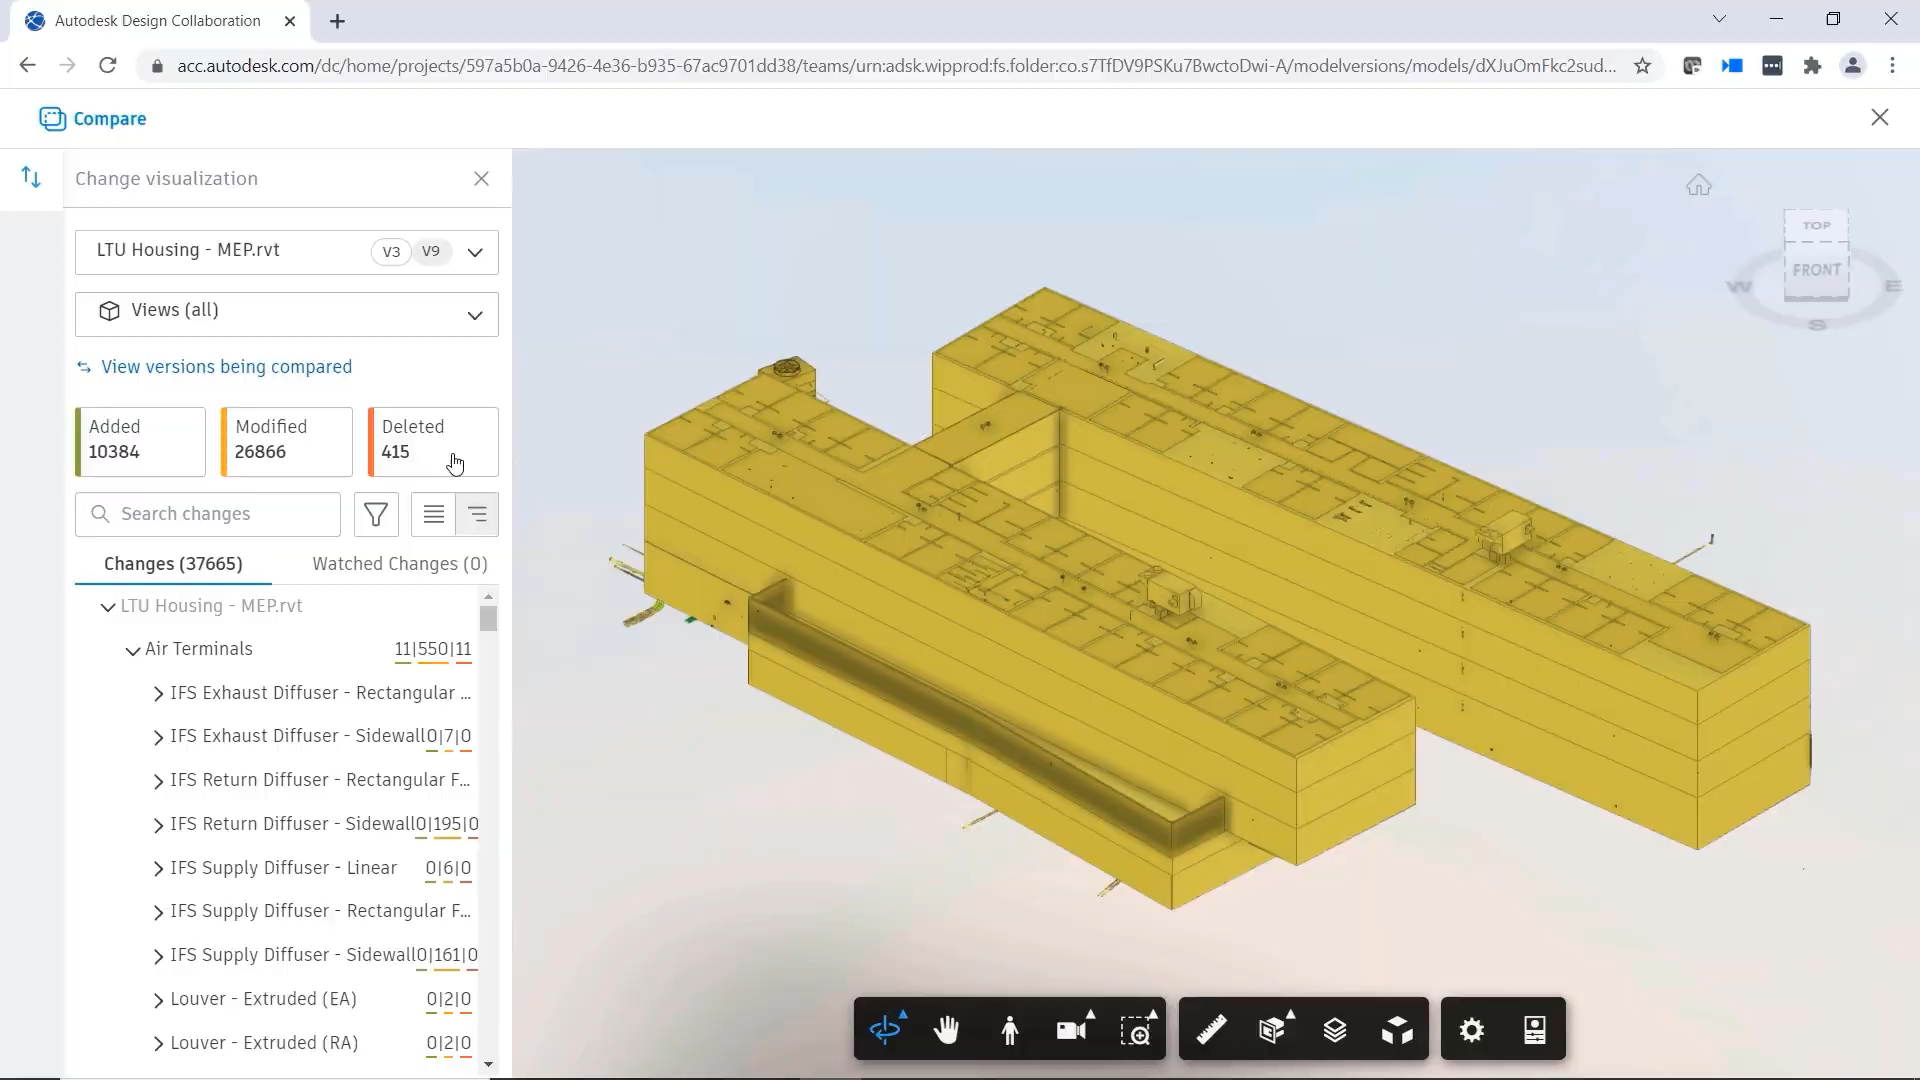 Autodesk Design Collaboration
acc.autodesk.com/dc/home/projects/597a5b0a-9426-4e36-b935-67ac9701dd38/teams/urn:adsk.wipprod:fs.folder:co.s7TfDV9PSKu7BwctoDwi-A/modelversions/models/dXJuOmFkc2sud...
Compare
Change visualization
LTU Housing - MEP.rvt V3 V9
Views (all)
View versions being compared
Added Modified Deleted
10384 26866 415
Search changes
Changes (37665) Watched Changes (0)
LTU Housing - MEP.rvt
Air Terminals 11|550|11
IFS Exhaust Diffuser - Rectangular ...
IFS Exhaust Diffuser - Sidewall 0|7|0
IFS Return Diffuser - Rectangular F...
IFS Return Diffuser - Sidewall 0|195|0
IFS Supply Diffuser - Linear 0|6|0
IFS Supply Diffuser - Rectangular F...
IFS Supply Diffuser - Sidewall 0|161|0
Louver - Extruded (EA) 0|2|0
Louver - Extruded (RA) 0|2|0
TOP
FRONT
W E
S